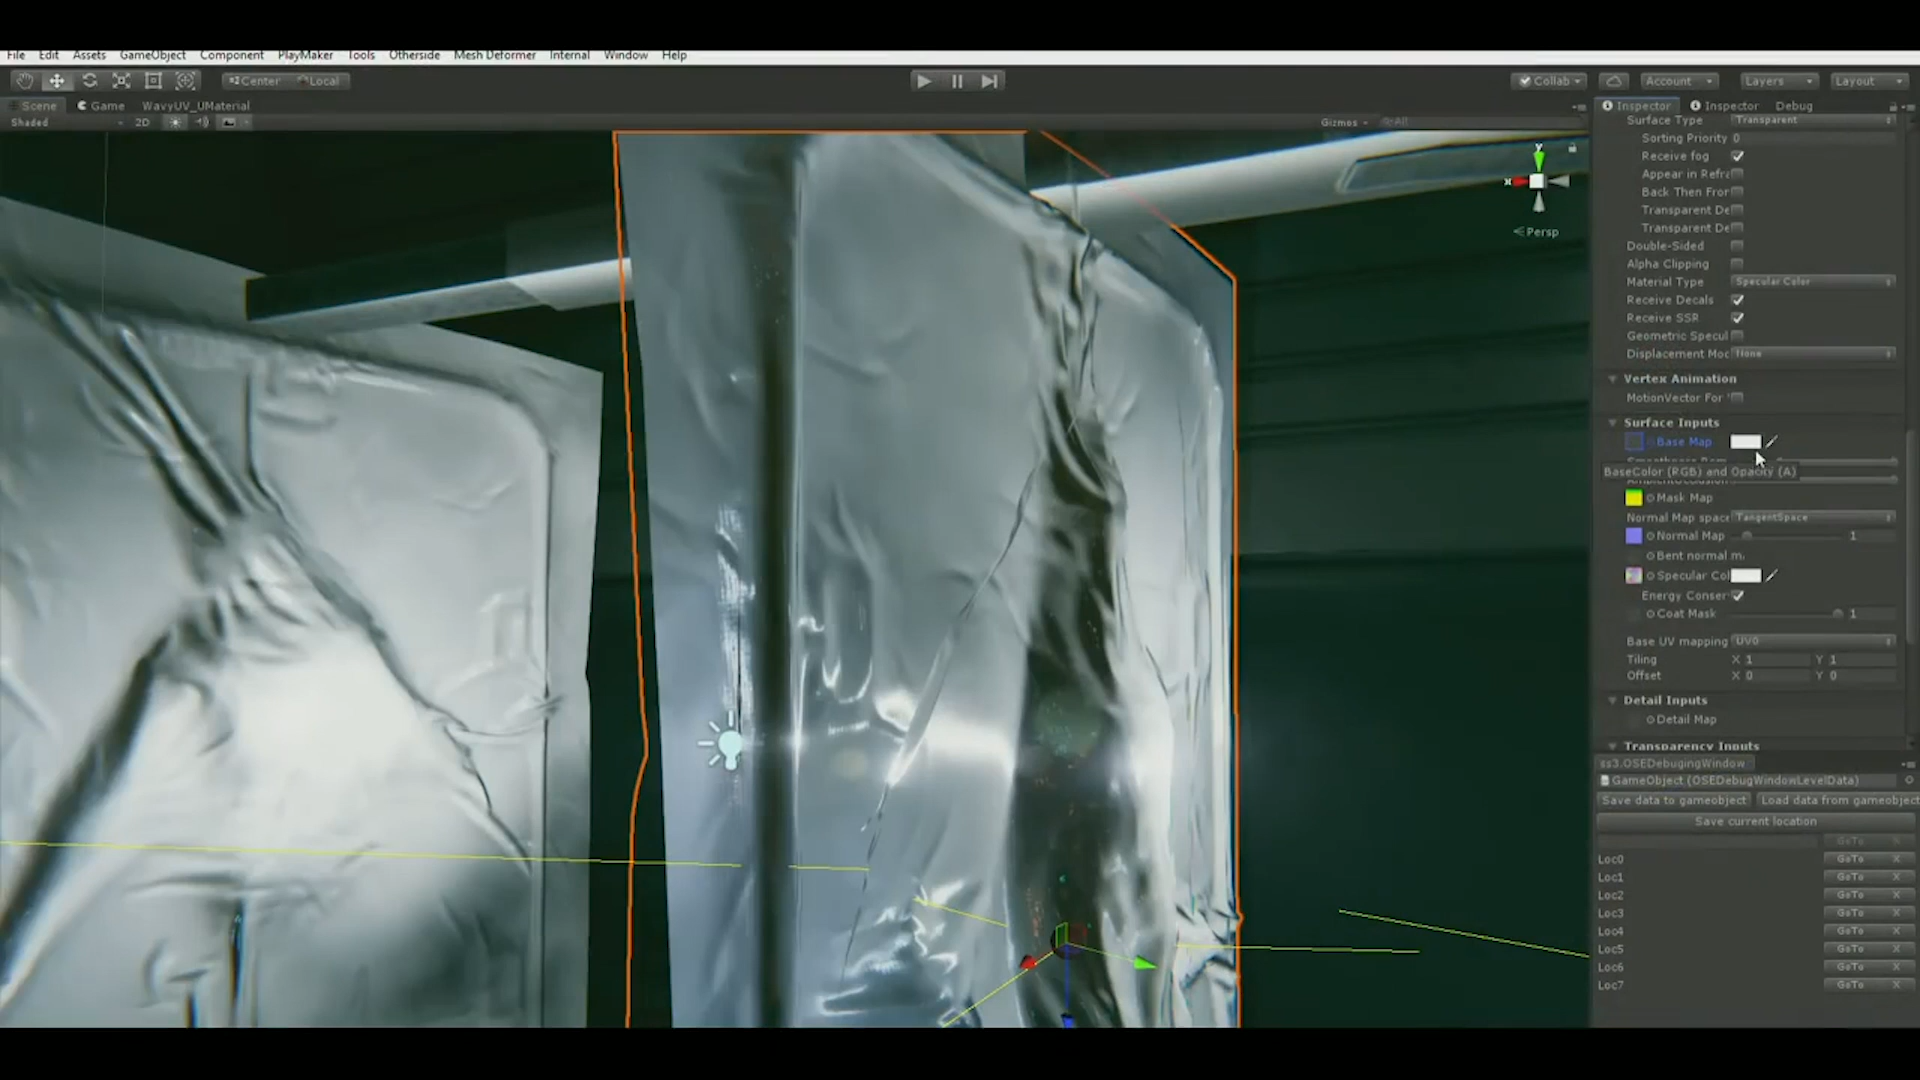 File Edit Assets GameObject Component PlayMaker Tools Otherside Mesh Deformer Internal Window Help
Center Local Collab Account Layers Layout
Scene Game WavyUV_UMaterial Inspector Inspector Debug
Shaded 2D Gizmos All
Surface Type Transparent
Sorting Priority 0
Receive fog
Appear in Refra
Back Then Fron
Transparent De
Transparent De
Double-Sided
Alpha Clipping
Material Type Specular Color
Receive Decals
Receive SSR
Geometric Specul
Displacement Moc None
Vertex Animation
MotionVector For
Surface Inputs
Base Map
BaseColor (RGB) and Opacity (A)
Mask Map
Normal Map space TangentSpace
Normal Map 1
Bent normal m
Specular Col
Energy Conser
Coat Mask 1
Base UV mapping UV0
Tiling X 1 Y 1
Offset X 0 Y 0
Detail Inputs
Detail Map
Transparency Inputs
ss3.OSEDebugingWindow
GameObject (OSEDebugWindowLevelData)
Save data to gameobject Load data from gameobject
Save current location
GoTo X
Loc0 GoTo X
Loc1 GoTo X
Loc2 GoTo X
Loc3 GoTo X
Loc4 GoTo X
Loc5 GoTo X
Loc6 GoTo X
Loc7 GoTo X
y
x
Persp